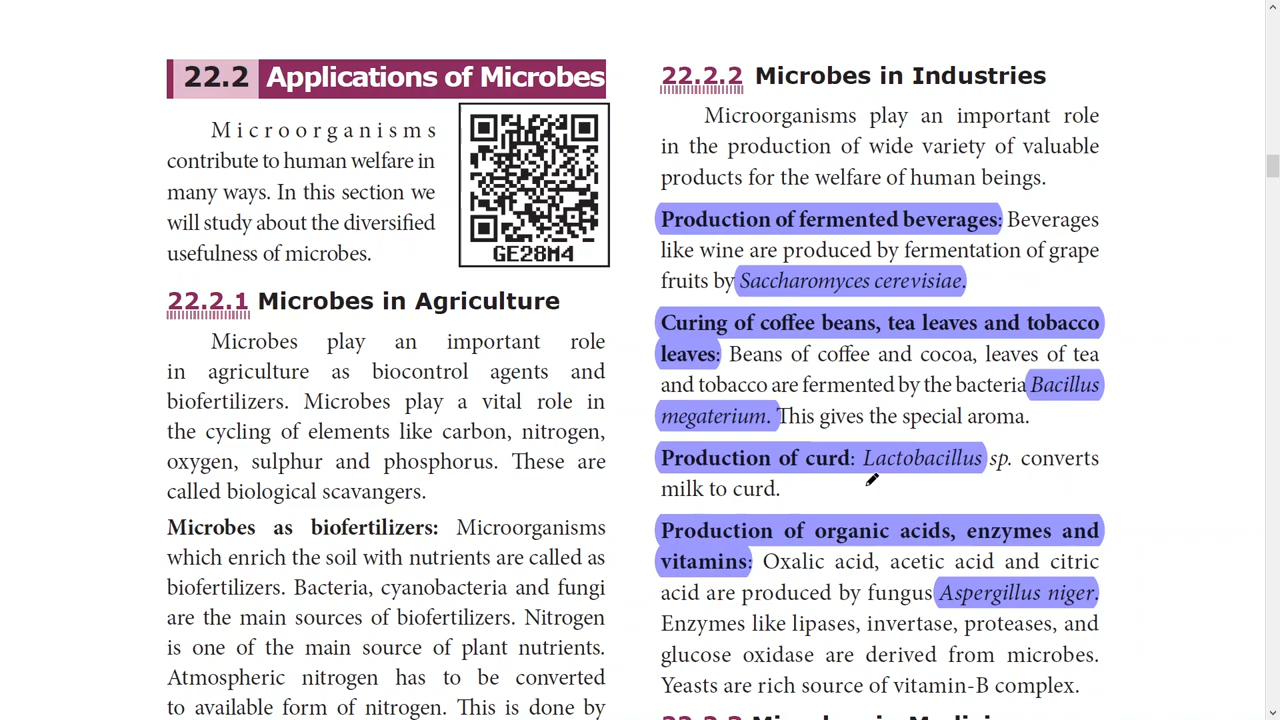 22.2 Applications of Microbes
Microorganisms
contribute to human welfare in
many ways. In this section we
will study about the diversified
usefulness of microbes.
GE28M4
22.2.1 Microbes in Agriculture
Microbes play an important role
in agriculture as biocontrol agents and
biofertilizers. Microbes play a vital role in
the cycling of elements like carbon, nitrogen,
oxygen, sulphur and phosphorus. These are
called biological scavangers.
Microbes as biofertilizers: Microorganisms
which enrich the soil with nutrients are called as
biofertilizers. Bacteria, cyanobacteria and fungi
are the main sources of biofertilizers. Nitrogen
is one of the main source of plant nutrients.
Atmospheric nitrogen has to be converted
to available form of nitrogen. This is done by
22.2.2 Microbes in Industries
Microorganisms play an important role
in the production of wide variety of valuable
products for the welfare of human beings.
Production of fermented beverages: Beverages
like wine are produced by fermentation of grape
fruits by Saccharomyces cerevisiae.
Curing of coffee beans, tea leaves and tobacco
leaves: Beans of coffee and cocoa, leaves of tea
and tobacco are fermented by the bacteria Bacillus
megaterium. This gives the special aroma.
Production of curd: Lactobacillus sp. converts
milk to curd.
Production of organic acids, enzymes and
vitamins: Oxalic acid, acetic acid and citric
acid are produced by fungus Aspergillus niger.
Enzymes like lipases, invertase, proteases, and
glucose oxidase are derived from microbes.
Yeasts are rich source of vitamin-B complex.